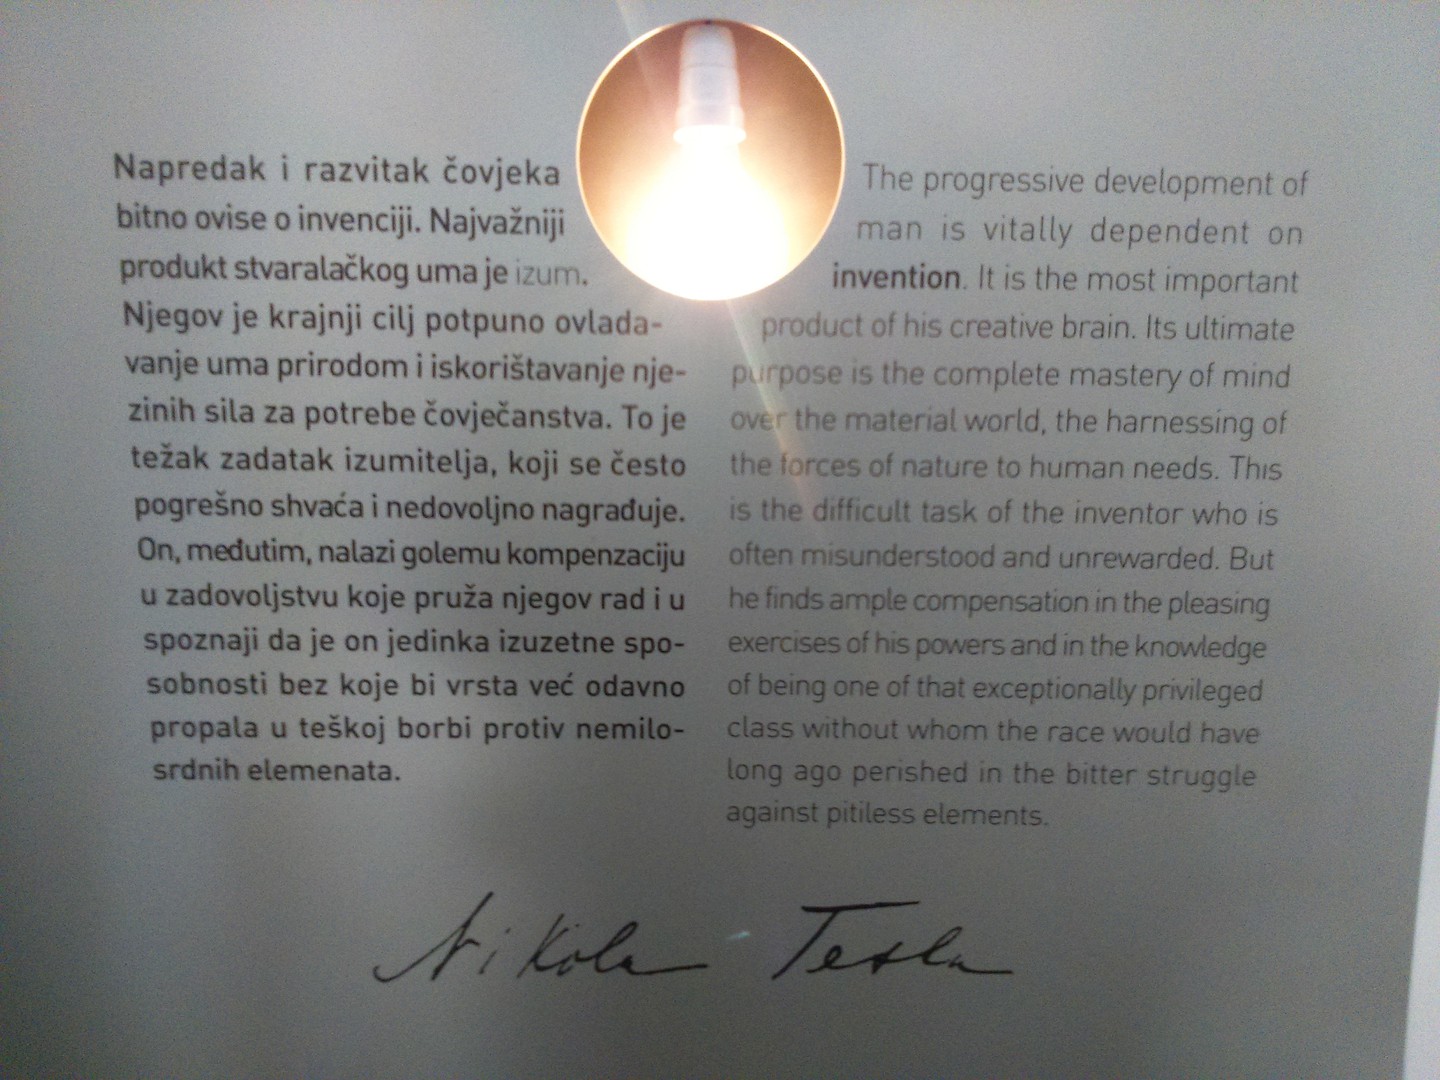 Napredak i razvitak čovjeka
bitno ovise o invenciji. Najvažniji
produkt stvaralačkog uma je izum.
Njegov je krajnji cilj potpuno ovlada-
vanje uma prirodom i iskorištavanje nje-
zinih sila za potrebe čovječanstva. To je
težak zadatak izumitelja, koji se često
pogrešno shvaća i nedovoljno nagrađuje.
On, međutim, nalazi golemu kompenzaciju
u zadovoljstvu koje pruža njegov rad i u
spoznaji da je on jedinka izuzetne spo-
sobnosti bez koje bi vrsta već odavno
propala u teškoj borbi protiv nemilo-
srdnih elemenata.
The progressive development of
man is vitally dependent on
invention. It is the most important
product of his creative brain. Its ultimate
purpose is the complete mastery of mind
over the material world, the harnessing of
the forces of nature to human needs. This
is the difficult task of the inventor who is
often misunderstood and unrewarded. But
he finds ample compensation in the pleasing
exercises of his powers and in the knowledge
of being one of that exceptionally privileged
class without whom the race would have
long ago perished in the bitter struggle
against pitiless elements.
Nikola Tesla